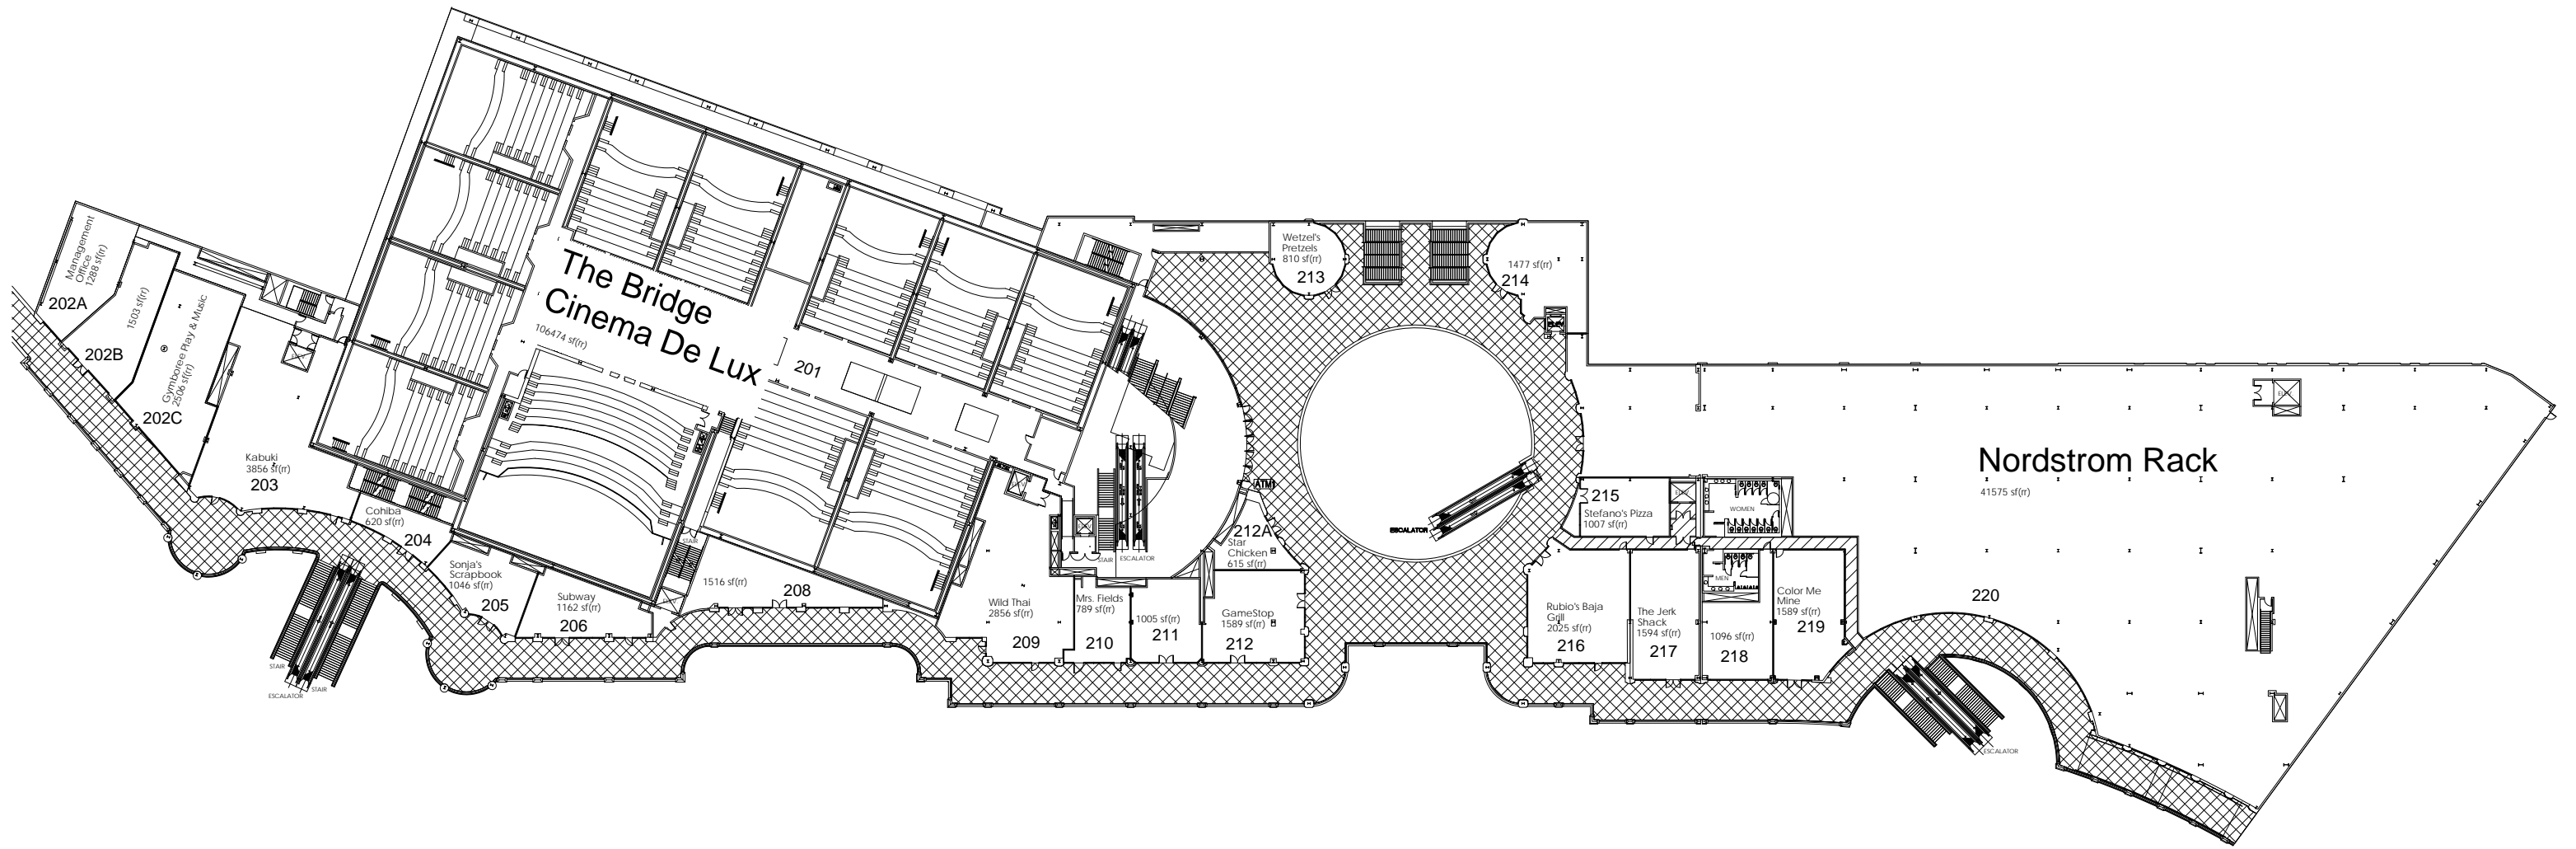 Management
Office
1288 sf(rr)
202A
1503 sf(rr)
202B
Gymboree Play & Music
2506 sf(rr)
202C
Kabuki
3856 sf(rr)
203
Cohiba
620 sf(rr)
204
Sonja's
Scrapbook
1046 sf(rr)
205
Subway
1162 sf(rr)
206
STAIR
ESCALATOR
STAIR
The Bridge
Cinema De Lux
106474 sf(rr)
201
STAIR
1516 sf(rr)
208
Wild Thai
2856 sf(rr)
209
Mrs. Fields
789 sf(rr)
210
1005 sf(rr)
211
GameStop
1589 sf(rr)
212
STAIR
ESCALATOR
212A
Star
Chicken
615 sf(rr)
ATM
Wetzel's
Pretzels
810 sf(rr)
213
1477 sf(rr)
214
ELEV.
ESCALATOR
215
Stefano's Pizza
1007 sf(rr)
ELEV.
WOMEN
MEN
Rubio's Baja
Grill
2025 sf(rr)
216
The Jerk
Shack
1594 sf(rr)
217
1096 sf(rr)
218
Color Me
Mine
1589 sf(rr)
219
Nordstrom Rack
41575 sf(rr)
220
ELEV.
ESCALATOR